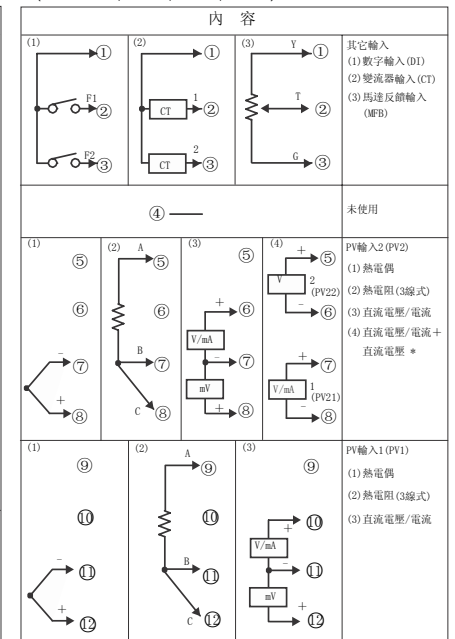 內 容
(1)
①
F1
②
F2
③
(2)
①
1
CT
②
2
CT
③
(3)
Y
①
T
②
G
③
其它輸入
(1)數字輸入(DI)
(2)變流器輸入(CT)
(3)馬達反饋輸入
(MFB)
④
未使用
(1)
⑤
⑥
-
⑦
+
⑧
(2)
A
⑤
⑥
B
⑦
C
⑧
(3)
⑤
+
⑥
V/mA
-
⑦
mV
+
⑧
(4)
+
⑤
V
2
(PV22)
-
⑥
+
⑦
V/mA
1
(PV21)
-
⑧
PV輸入2(PV2)
(1)熱電偶
(2)熱電阻(3線式)
(3)直流電壓/電流
(4)直流電壓/電流＋
直流電壓 *
(1)
⑨
⑩
-
⑪
+
⑫
(2)
A
⑨
⑩
B
⑪
C
⑫
(3)
⑨
+
⑩
V/mA
-
⑪
mV
+
⑫
PV輸入1(PV1)
(1)熱電偶
(2)熱電阻(3線式)
(3)直流電壓/電流